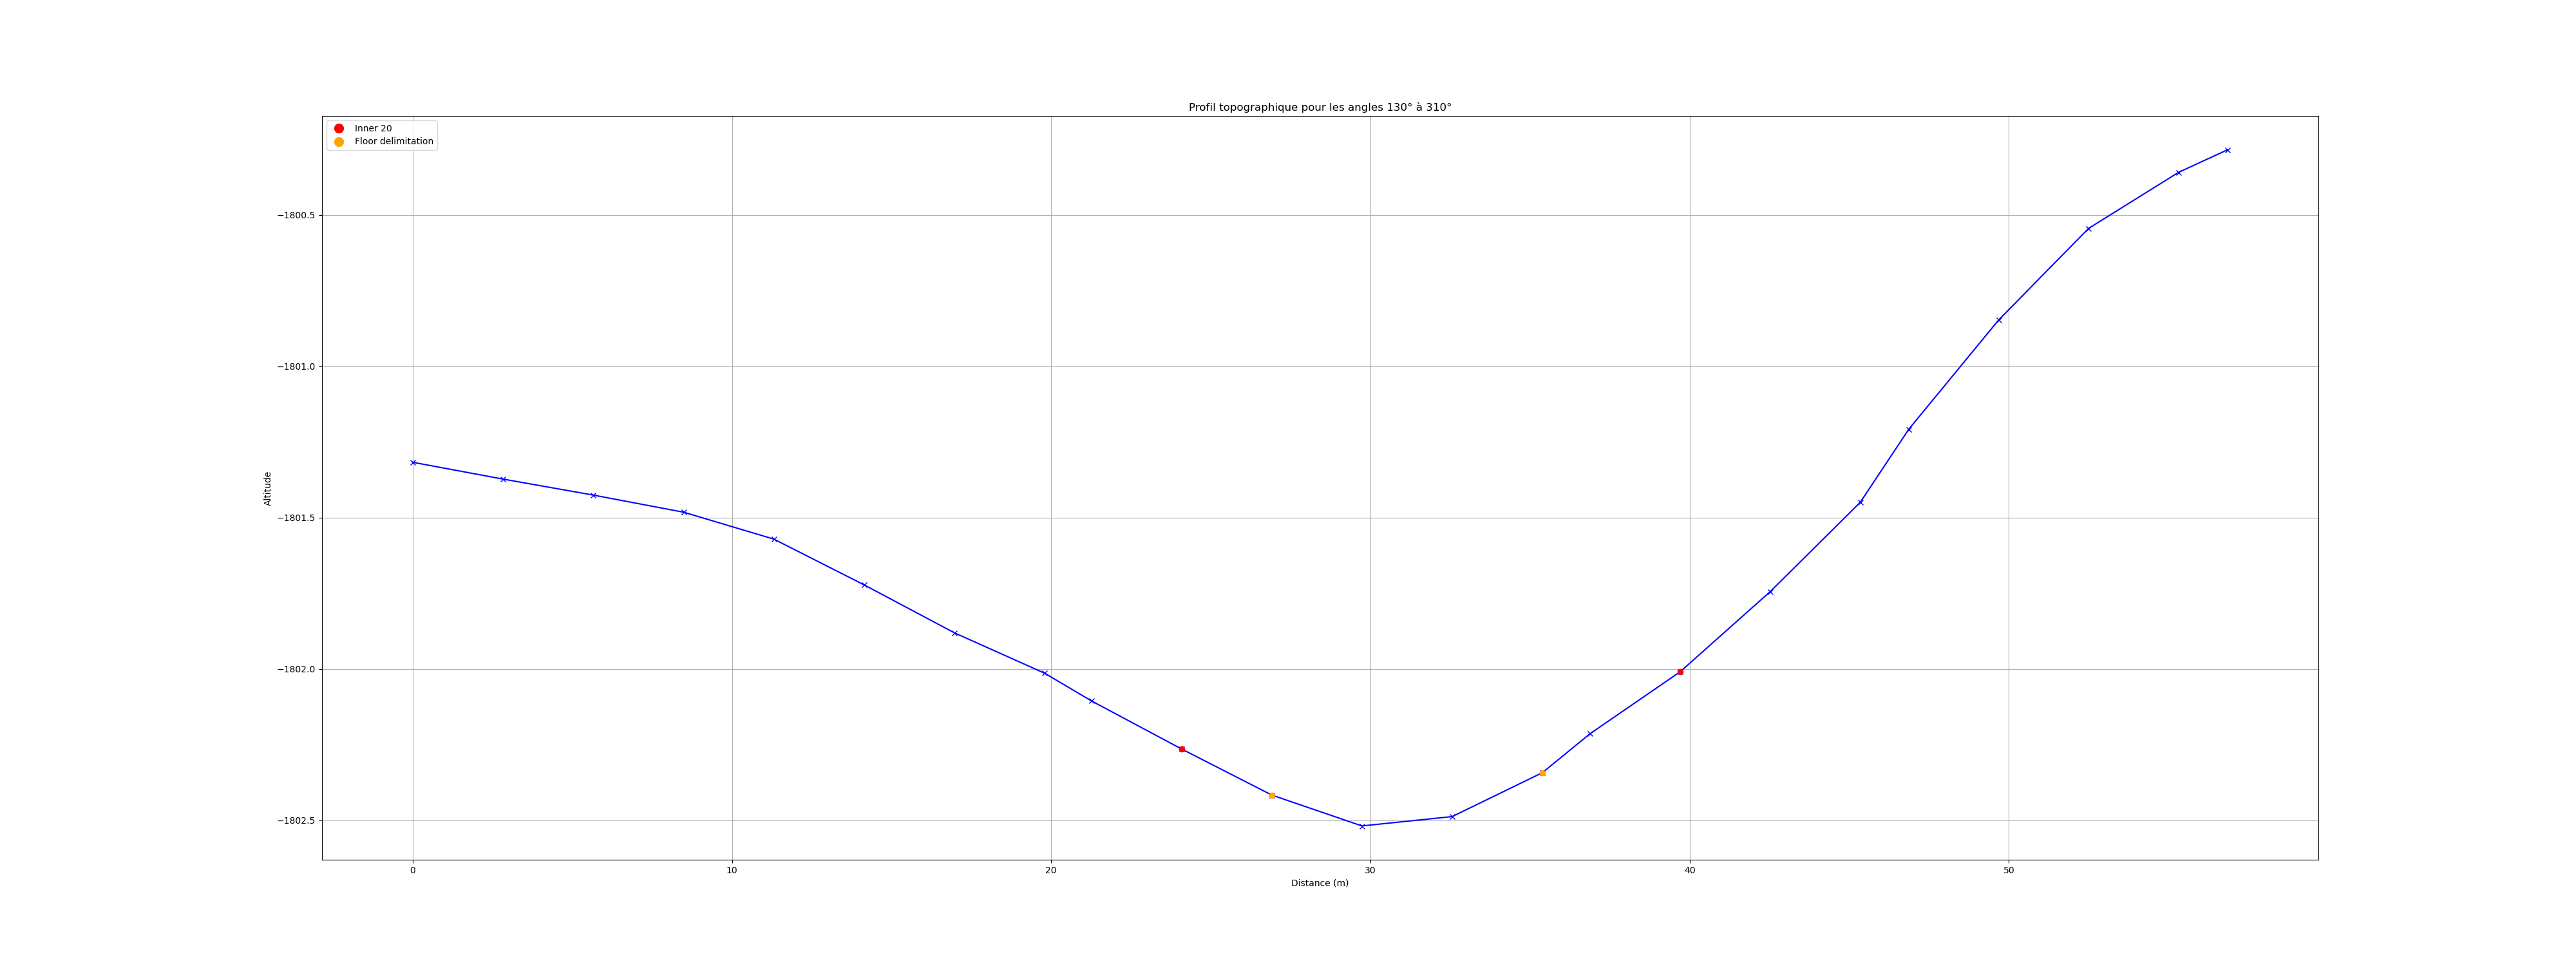 Profil topographique pour les angles 130° à 310°
Inner 20
Floor delimitation
−1800.5
−1801.0
−1801.5
−1802.0
−1802.5
Altitude
0 10 20 30 40 50
Distance (m)